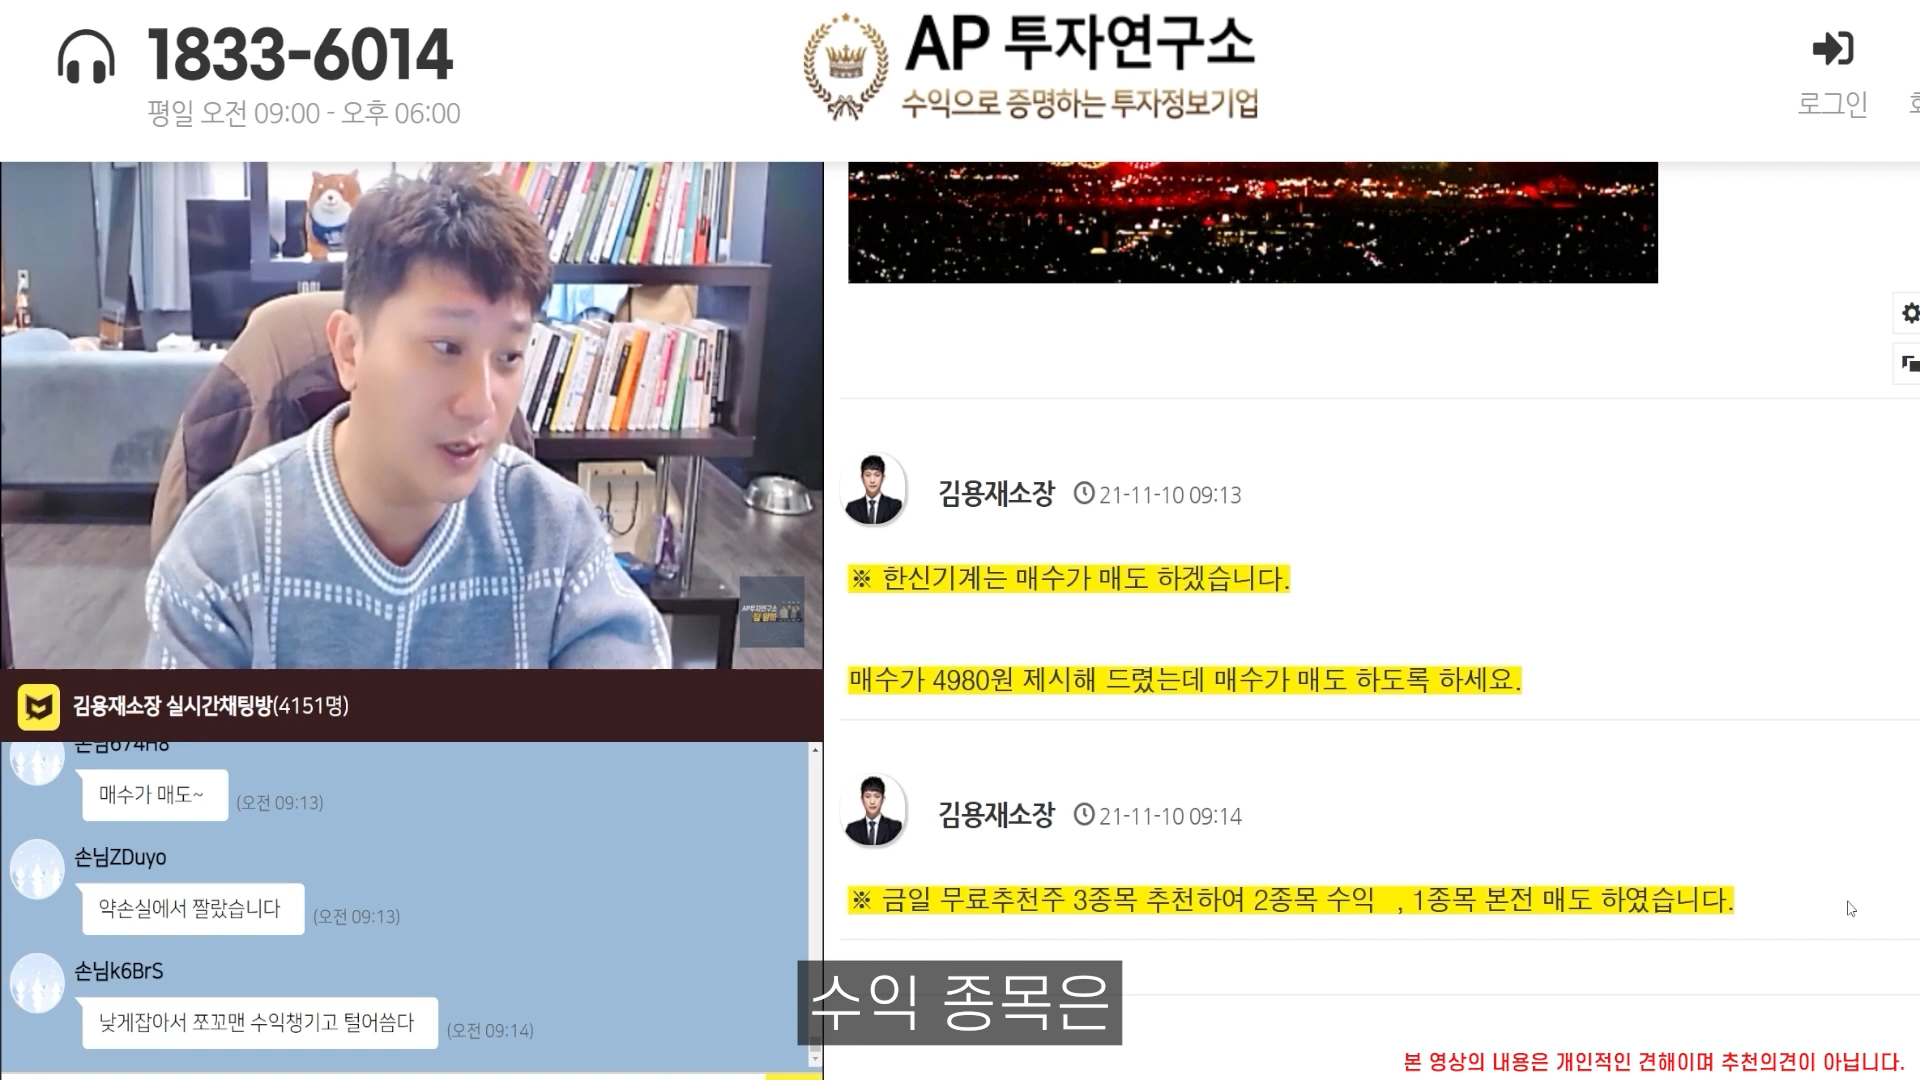 1833-6014
평일 오전 09:00 - 오후 06:00
AP 투자연구소
수익으로 증명하는 투자정보기업
로그인
김용재소장 실시간채팅방(4151명)
손님674H8
매수가 매도~
(오전 09:13)
손님ZDuyo
약손실에서 짤랐습니다
(오전 09:13)
손님k6BrS
낮게잡아서 쪼꼬맨 수익챙기고 털어씀다
(오전 09:14)
김용재소장 21-11-10 09:13
※ 한신기계는 매수가 매도 하겠습니다.
매수가 4980원 제시해 드렸는데 매수가 매도 하도록 하세요.
김용재소장 21-11-10 09:14
※ 금일 무료추천주 3종목 추천하여 2종목 수익 , 1종목 본전 매도 하였습니다.
수익 종목은
본 영상의 내용은 개인적인 견해이며 추천의견이 아닙니다.